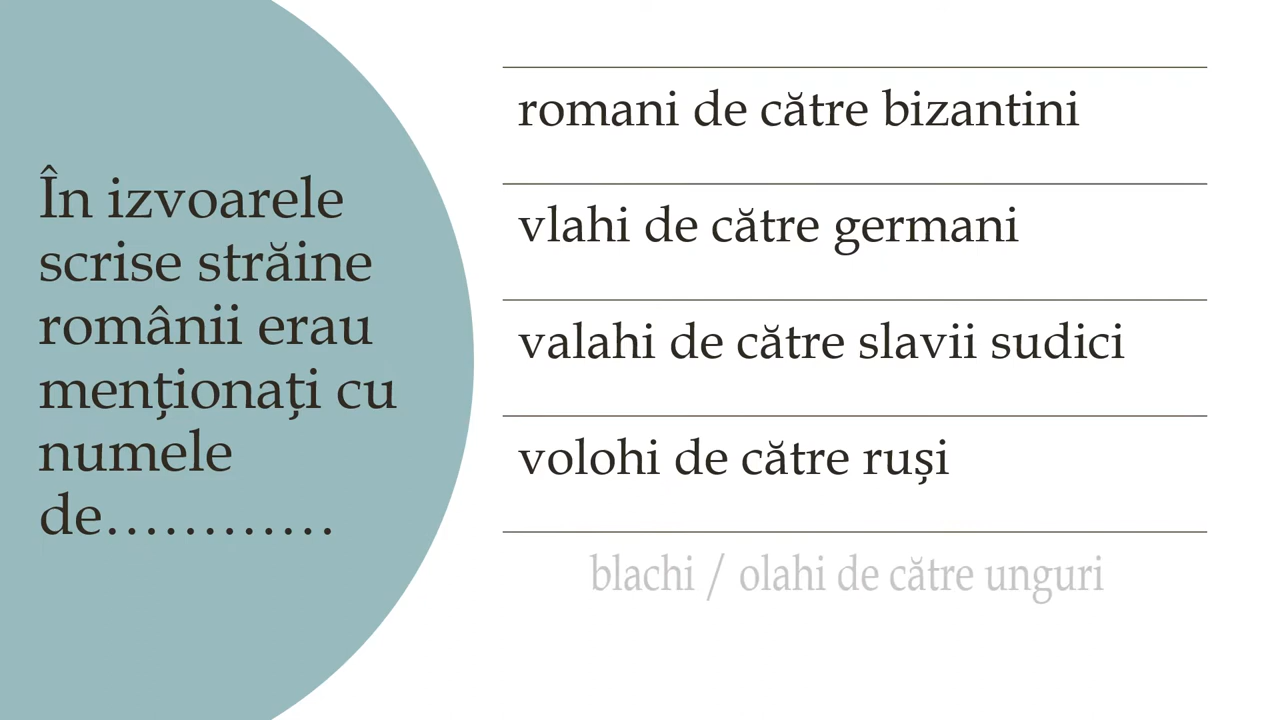 În izvoarele
scrise străine
românii erau
menționați cu
numele
de…………
romani de către bizantini
vlahi de către germani
valahi de către slavii sudici
volohi de către ruși
blachi / olahi de către unguri